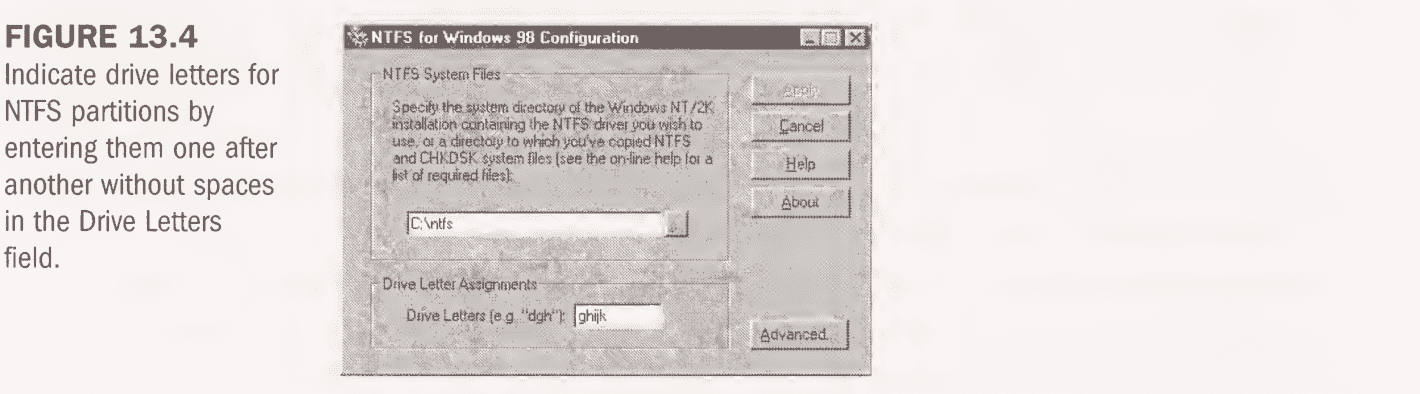 FIGURE 13.4
Indicate drive letters for
NTFS partitions by
entering them one after
another without spaces
in the Drive Letters
field.
NTFS for Windows 98 Configuration
NTFS System Files
Specify the system directory of the Windows NT/2K
installation containing the NTFS driver you wish to
use, or a directory to which you've copied NTFS
and CHKDSK system files (see the on-line help for a
list of required files):
C:\ntfs
Drive Letter Assignments
Drive Letters (e.g. "dgh"): ghijk
Apply
Cancel
Help
About
Advanced.